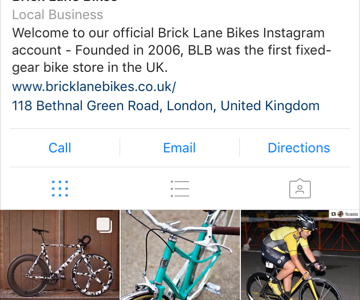 Brick Lane Bikes
Local Business
Welcome to our official Brick Lane Bikes Instagram
account - Founded in 2006, BLB was the first fixed-
gear bike store in the UK.
www.bricklanebikes.co.uk/
118 Bethnal Green Road, London, United Kingdom
Call
Email
Directions